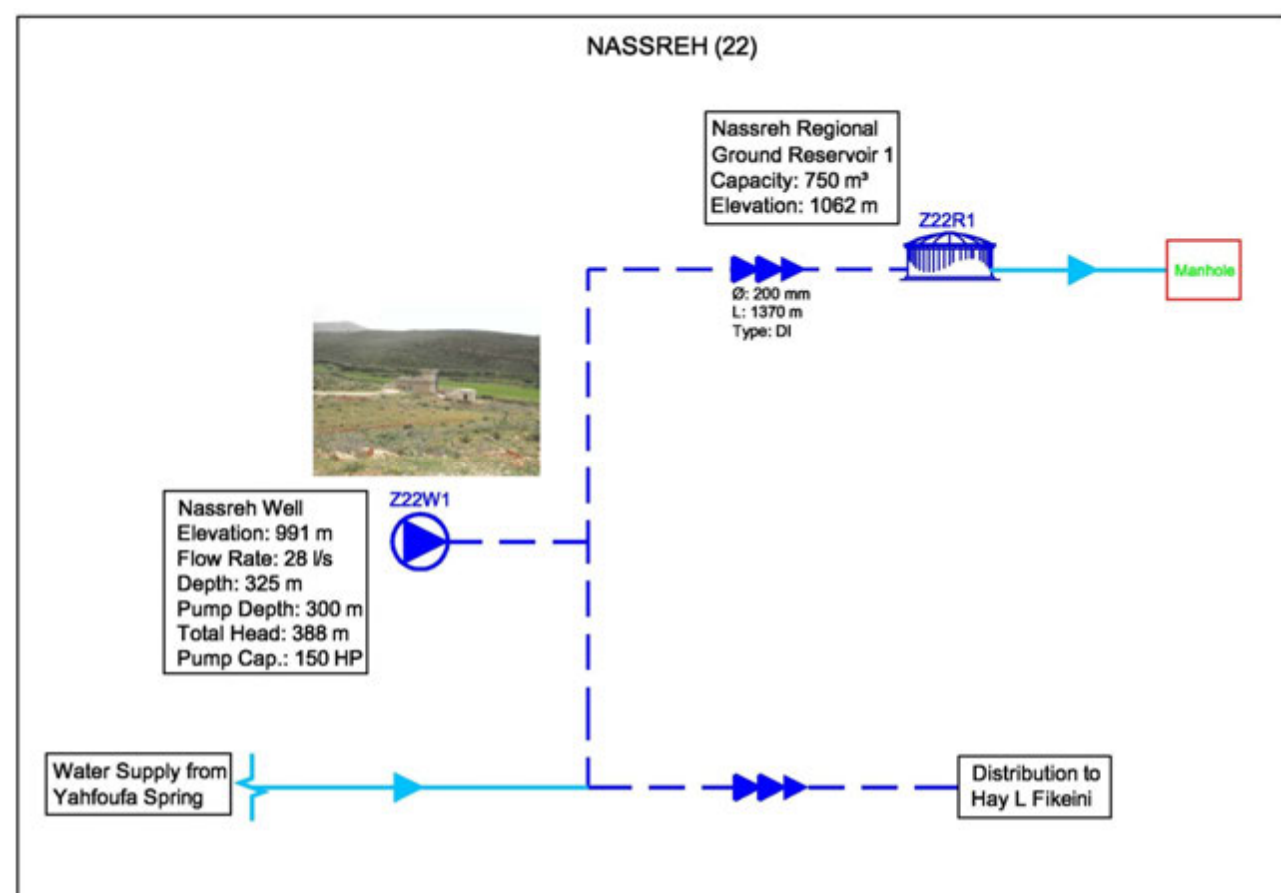 NASSREH (22)
Nassreh Regional
Ground Reservoir 1
Capacity: 750 m³
Elevation: 1062 m
Z22R1
Manhole
Ø: 200 mm
L: 1370 m
Type: DI
Z22W1
Nassreh Well
Elevation: 991 m
Flow Rate: 28 l/s
Depth: 325 m
Pump Depth: 300 m
Total Head: 388 m
Pump Cap.: 150 HP
Water Supply from
Yahfoufa Spring
Distribution to
Hay L Fikeini